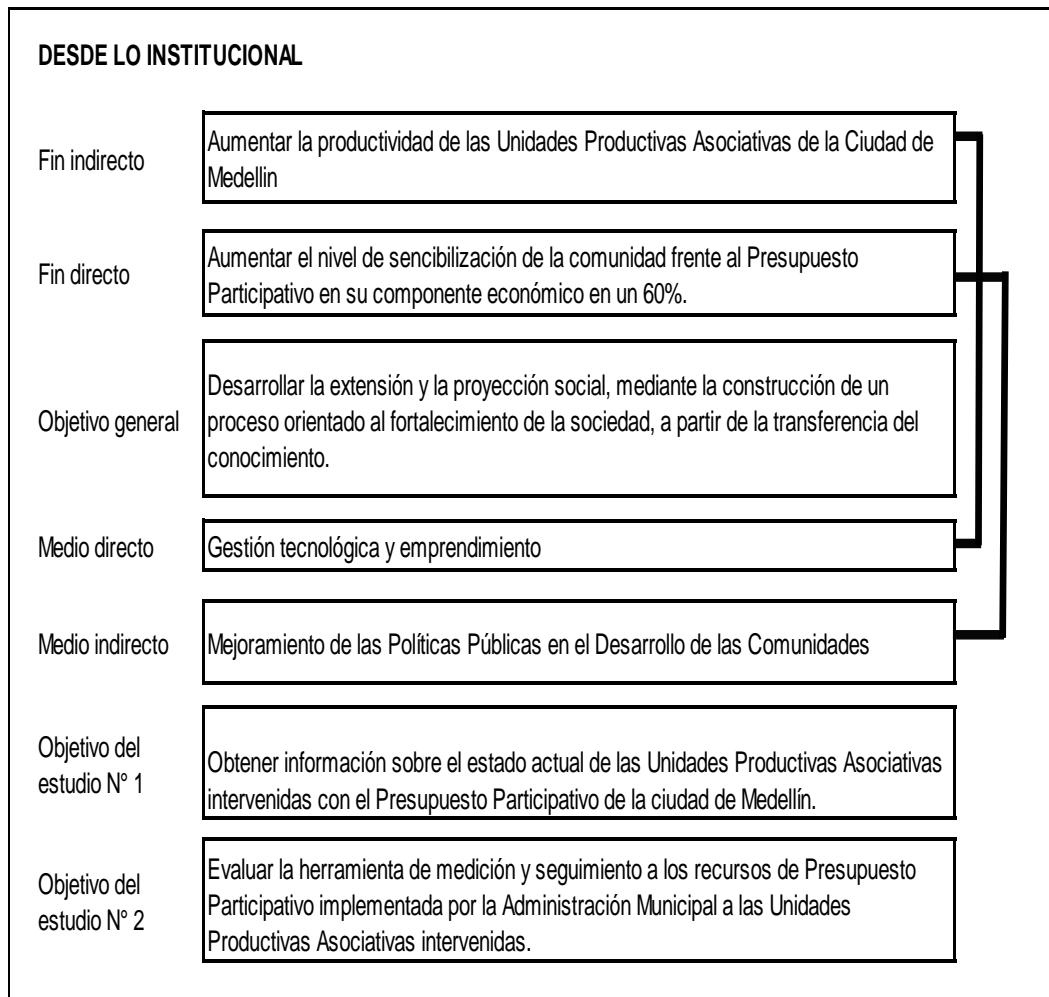 DESDE LO INSTITUCIONAL
Fin indirecto
Aumentar la productividad de las Unidades Productivas Asociativas de la Ciudad de
Medellin
Fin directo
Aumentar el nivel de sencibilización de la comunidad frente al Presupuesto
Participativo en su componente económico en un 60%.
Objetivo general
Desarrollar la extensión y la proyección social, mediante la construcción de un
proceso orientado al fortalecimiento de la sociedad, a partir de la transferencia del
conocimiento.
Medio directo
Gestión tecnológica y emprendimiento
Medio indirecto
Mejoramiento de las Políticas Públicas en el Desarrollo de las Comunidades
Objetivo del
estudio N° 1
Obtener información sobre el estado actual de las Unidades Productivas Asociativas
intervenidas con el Presupuesto Participativo de la ciudad de Medellín.
Objetivo del
estudio N° 2
Evaluar la herramienta de medición y seguimiento a los recursos de Presupuesto
Participativo implementada por la Administración Municipal a las Unidades
Productivas Asociativas intervenidas.